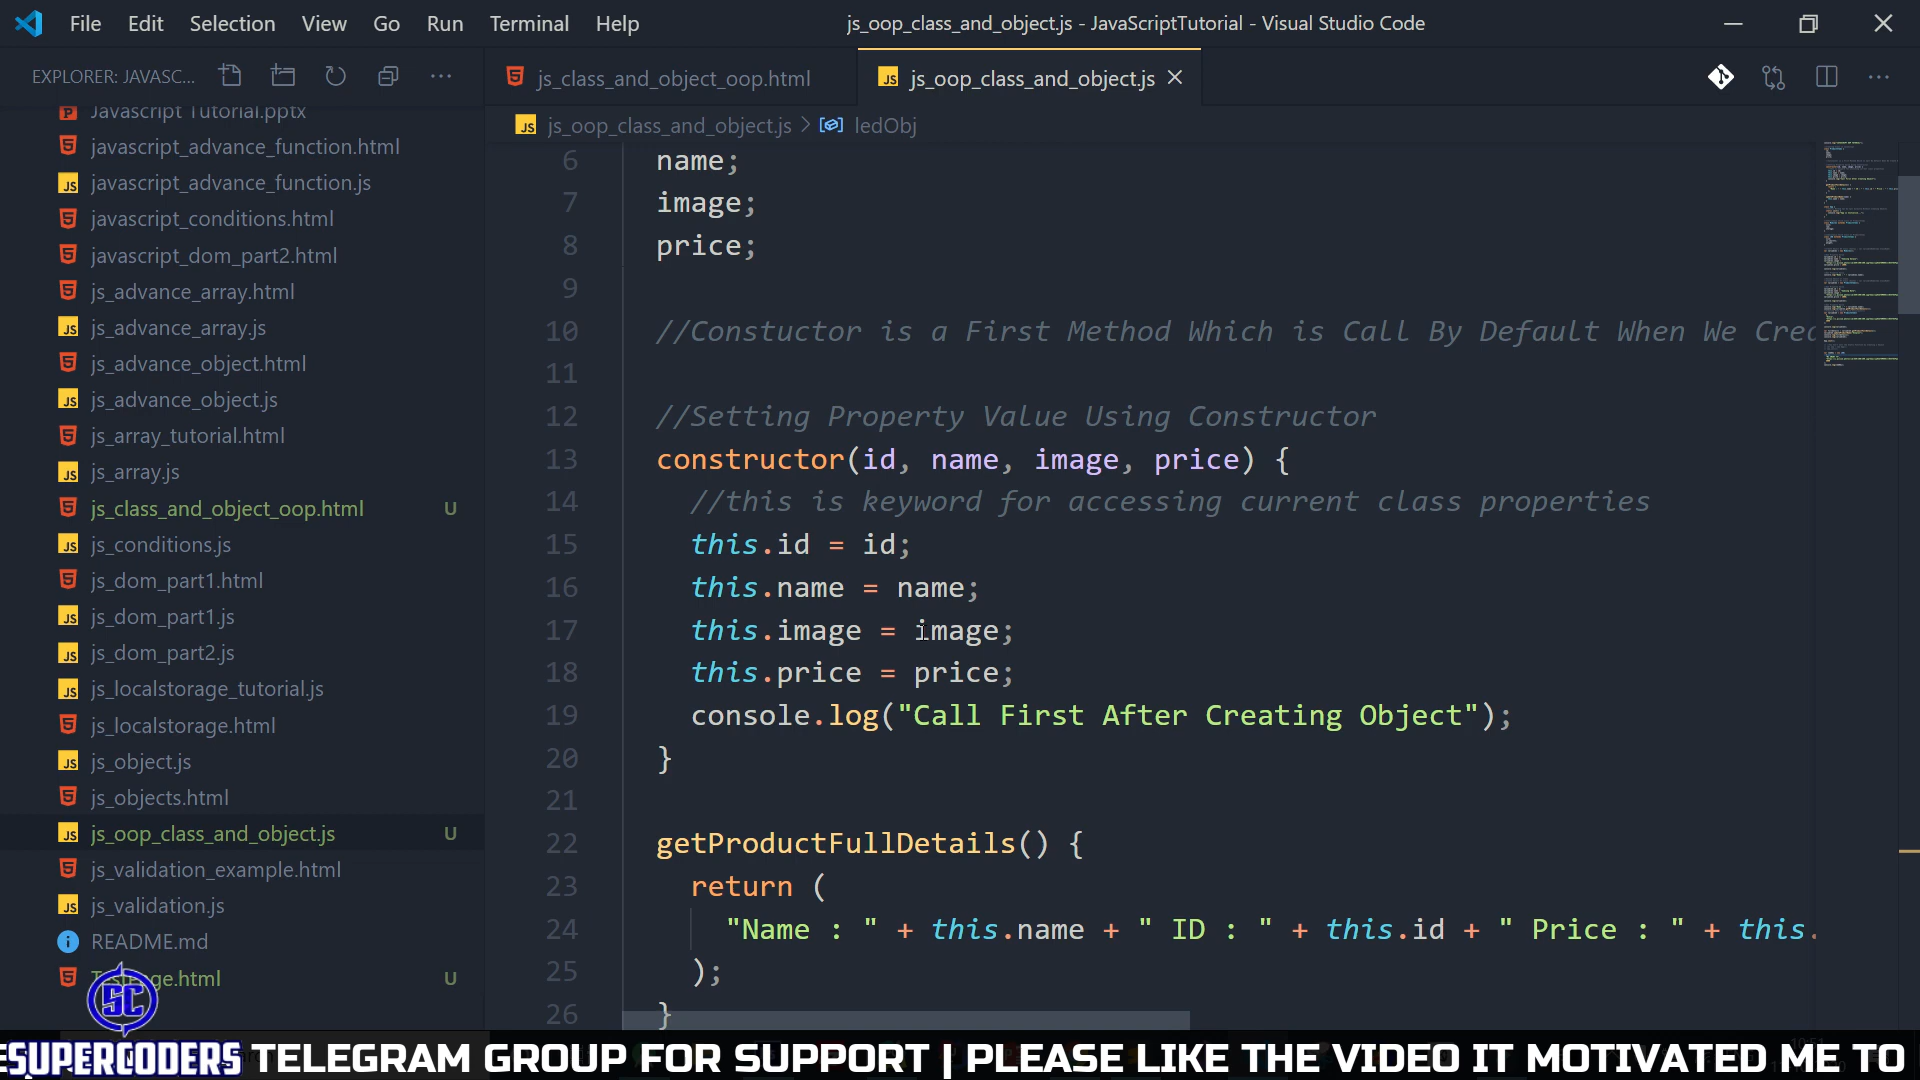 File Edit Selection View Go Run Terminal Help
js_oop_class_and_object.js - JavaScriptTutorial - Visual Studio Code
EXPLORER: JAVASC...
js_class_and_object_oop.html
js_oop_class_and_object.js
js_oop_class_and_object.js > ledObj
Javascript Tutorial.pptx
javascript_advance_function.html
javascript_advance_function.js
javascript_conditions.html
javascript_dom_part2.html
js_advance_array.html
js_advance_array.js
js_advance_object.html
js_advance_object.js
js_array_tutorial.html
js_array.js
js_class_and_object_oop.html U
js_conditions.js
js_dom_part1.html
js_dom_part1.js
js_dom_part2.js
js_localstorage_tutorial.js
js_localstorage.html
js_object.js
js_objects.html
js_oop_class_and_object.js U
js_validation_example.html
js_validation.js
README.md
ge.html U
SC
6 name;
7 image;
8 price;
9
10 //Constuctor is a First Method Which is Call By Default When We Crea
11
12 //Setting Property Value Using Constructor
13 constructor(id, name, image, price) {
14 //this is keyword for accessing current class properties
15 this.id = id;
16 this.name = name;
17 this.image = image;
18 this.price = price;
19 console.log("Call First After Creating Object");
20 }
21
22 getProductFullDetails() {
23 return (
24 "Name : " + this.name + " ID : " + this.id + " Price : " + this.
25 );
26 }
SUPERCODERS TELEGRAM GROUP FOR SUPPORT | PLEASE LIKE THE VIDEO IT MOTIVATED ME TO